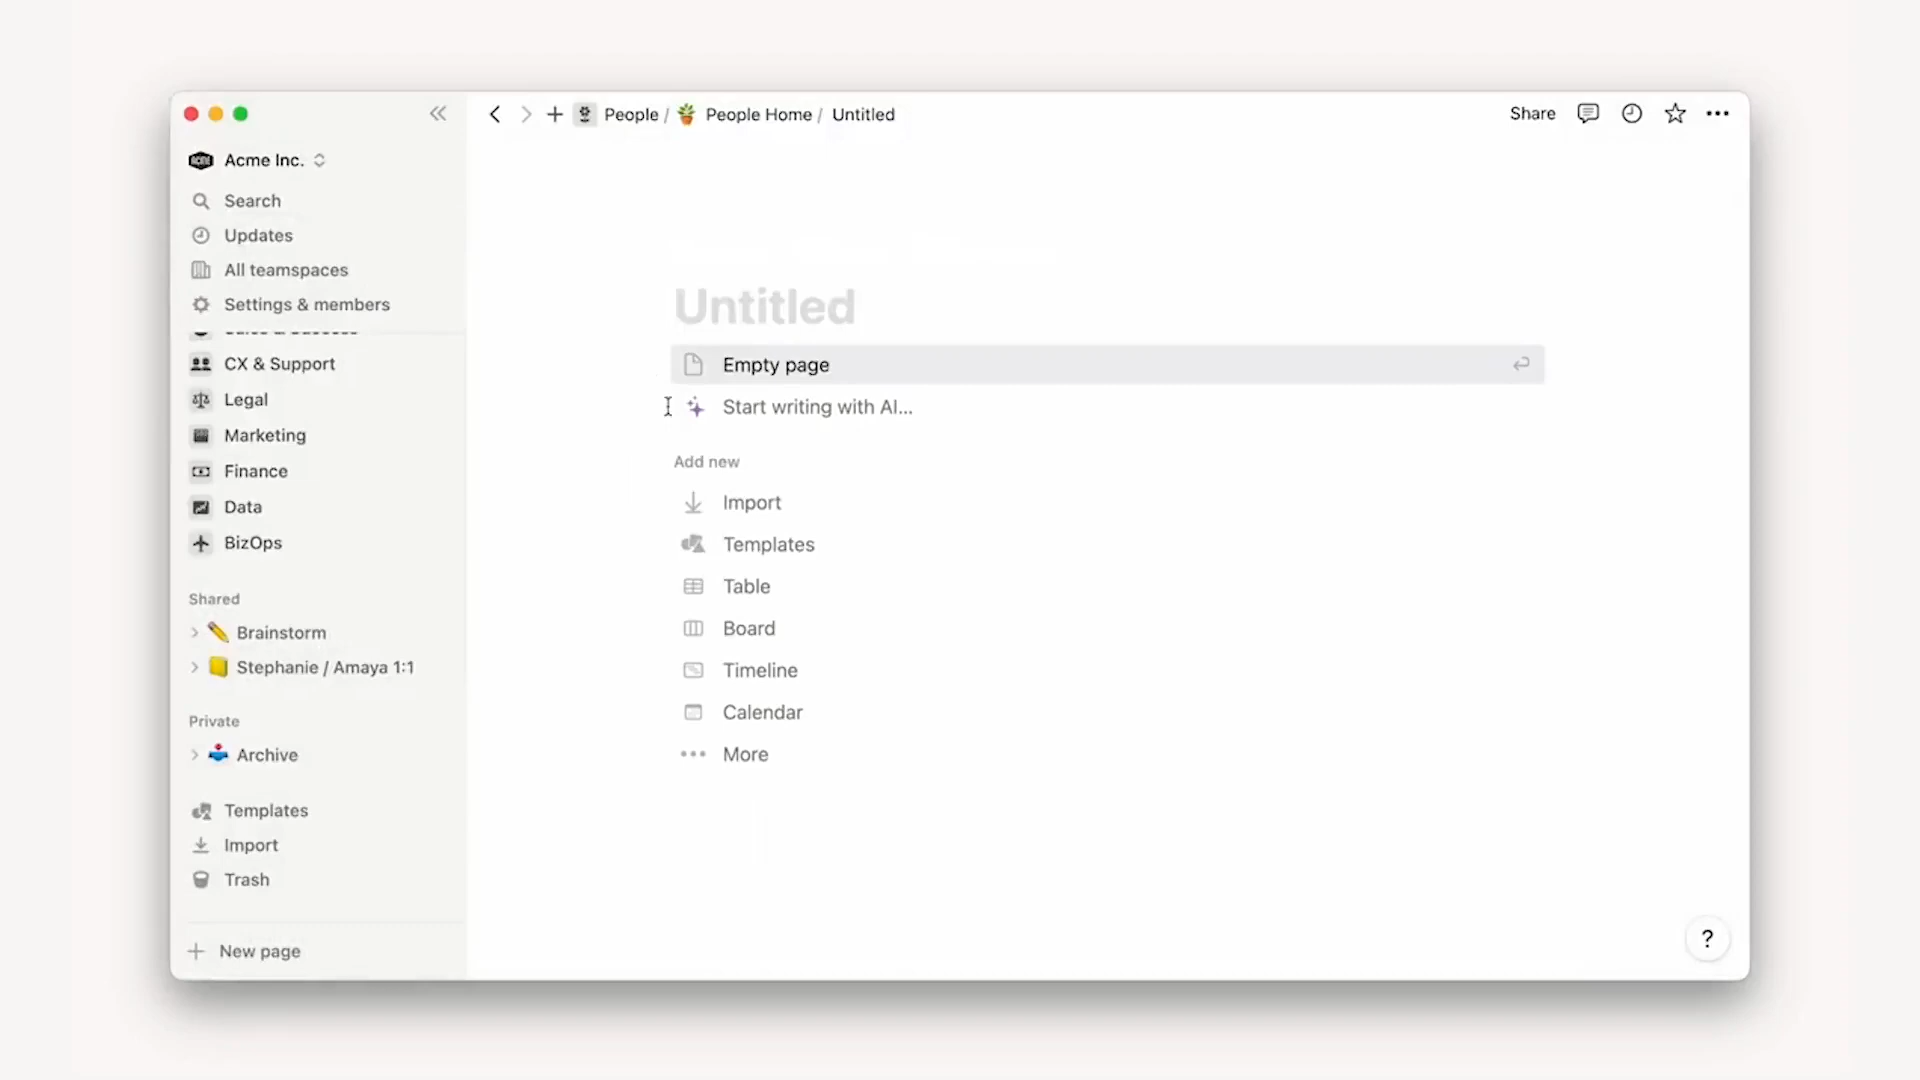 People / People Home / Untitled
Share
Acme Inc.
Search
Updates
All teamspaces
Settings & members
CX & Support
Legal
Marketing
Finance
Data
BizOps
Shared
Brainstorm
Stephanie / Amaya 1:1
Private
Archive
Templates
Import
Trash
New page
Untitled
Empty page
Start writing with AI...
Add new
Import
Templates
Table
Board
Timeline
Calendar
More
?